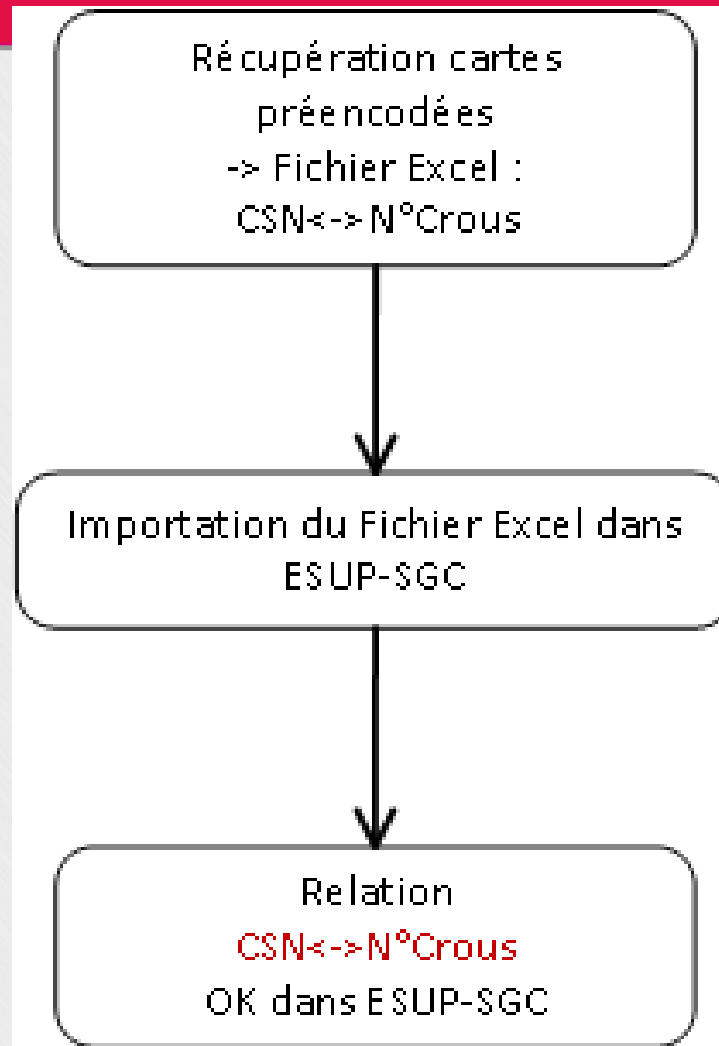 Récupération cartes
préencodées
-> Fichier Excel :
CSN<->N°Crous
Importation du Fichier Excel dans
ESUP-SGC
Relation
CSN<->N°Crous
OK dans ESUP-SGC